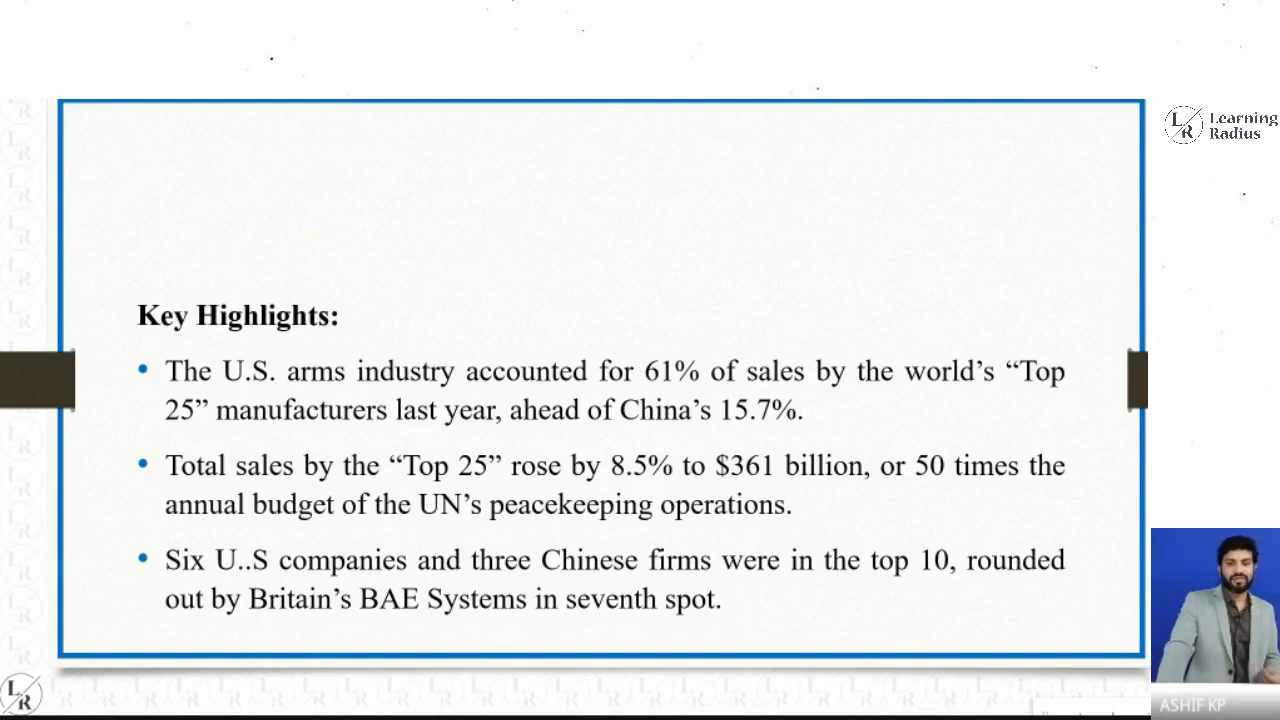 Learning
Radius
Key Highlights:
• The U.S. arms industry accounted for 61% of sales by the world’s “Top
25” manufacturers last year, ahead of China’s 15.7%.
• Total sales by the “Top 25” rose by 8.5% to $361 billion, or 50 times the
annual budget of the UN’s peacekeeping operations.
• Six U..S companies and three Chinese firms were in the top 10, rounded
out by Britain’s BAE Systems in seventh spot.
L R
ASHIF KP